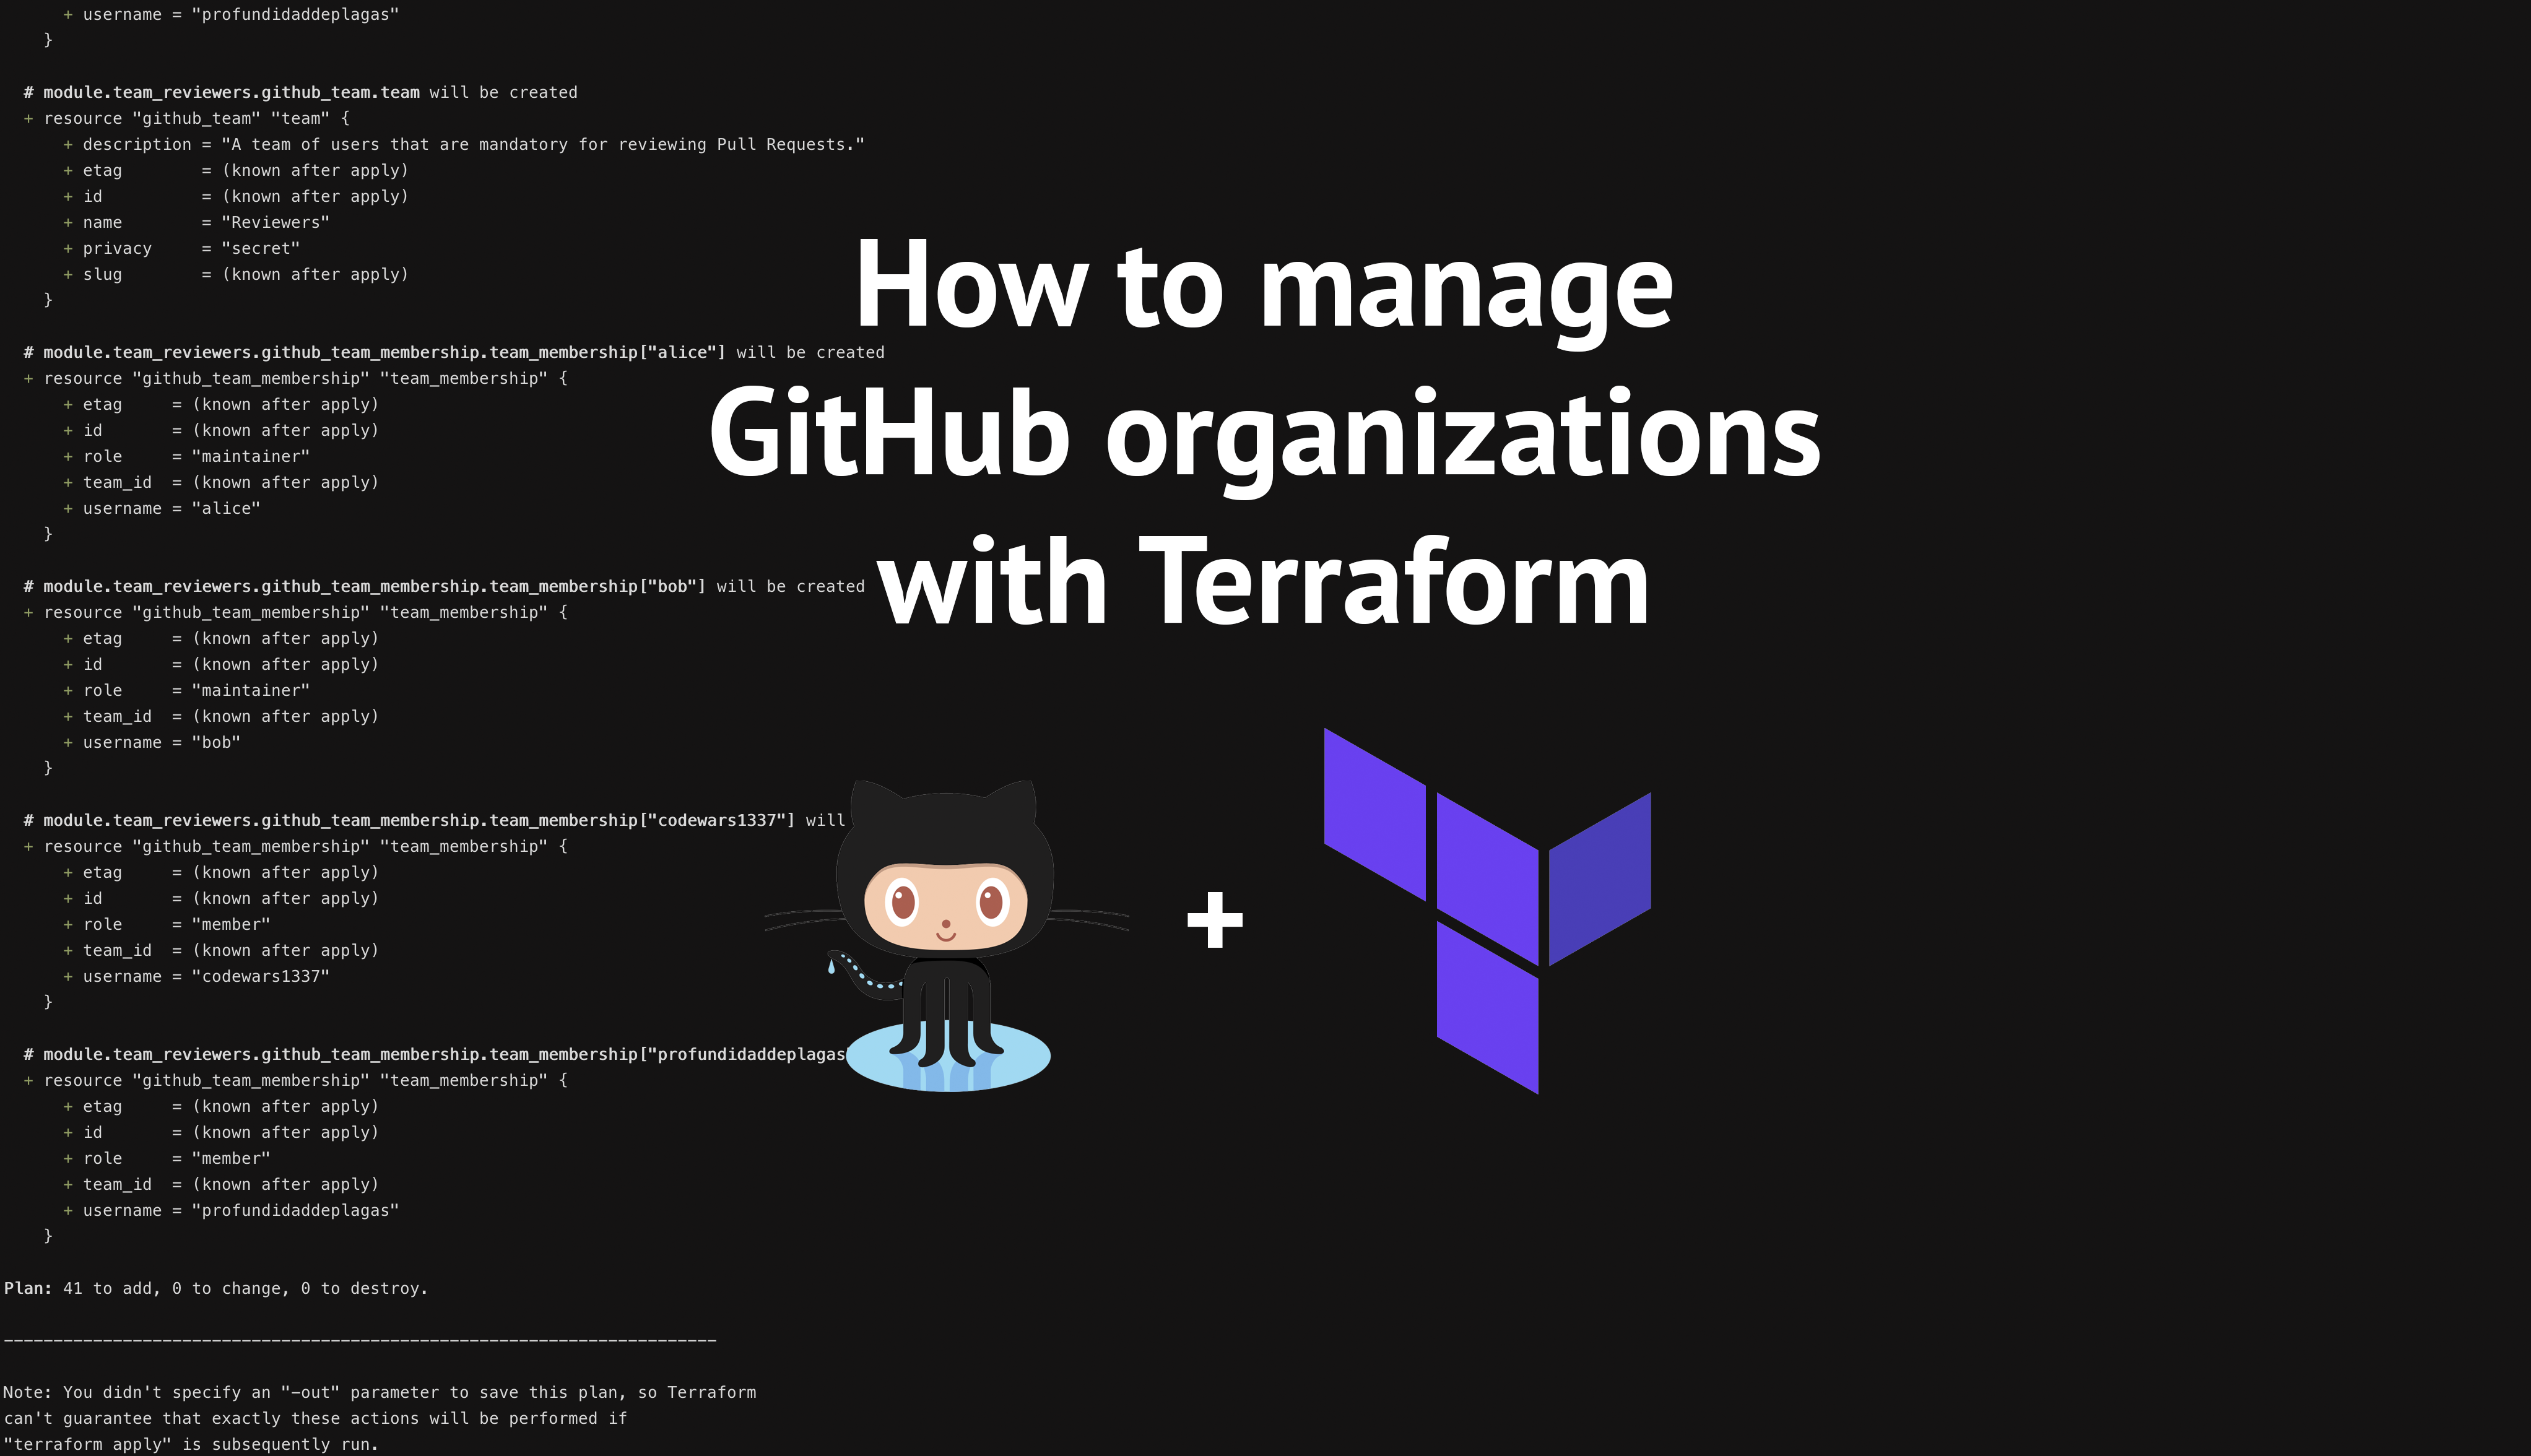 + username = "profundidaddeplagas"
}
# module.team_reviewers.github_team.team will be created
+ resource "github_team" "team" {
+ description = "A team of users that are mandatory for reviewing Pull Requests."
+ etag = (known after apply)
+ id = (known after apply)
+ name = "Reviewers"
+ privacy = "secret"
+ slug = (known after apply)
}
# module.team_reviewers.github_team_membership.team_membership["alice"] will be created
+ resource "github_team_membership" "team_membership" {
+ etag = (known after apply)
+ id = (known after apply)
+ role = "maintainer"
+ team_id = (known after apply)
+ username = "alice"
}
# module.team_reviewers.github_team_membership.team_membership["bob"] will be created
+ resource "github_team_membership" "team_membership" {
+ etag = (known after apply)
+ id = (known after apply)
+ role = "maintainer"
+ team_id = (known after apply)
+ username = "bob"
}
# module.team_reviewers.github_team_membership.team_membership["codewars1337"] will
+ resource "github_team_membership" "team_membership" {
+ etag = (known after apply)
+ id = (known after apply)
+ role = "member"
+ team_id = (known after apply)
+ username = "codewars1337"
}
# module.team_reviewers.github_team_membership.team_membership["profundidaddeplagas
+ resource "github_team_membership" "team_membership" {
+ etag = (known after apply)
+ id = (known after apply)
+ role = "member"
+ team_id = (known after apply)
+ username = "profundidaddeplagas"
}
Plan: 41 to add, 0 to change, 0 to destroy.
------------------------------------------------------------------------
Note: You didn't specify an "-out" parameter to save this plan, so Terraform
can't guarantee that exactly these actions will be performed if
"terraform apply" is subsequently run.
How to manage
GitHub organizations
with Terraform
+